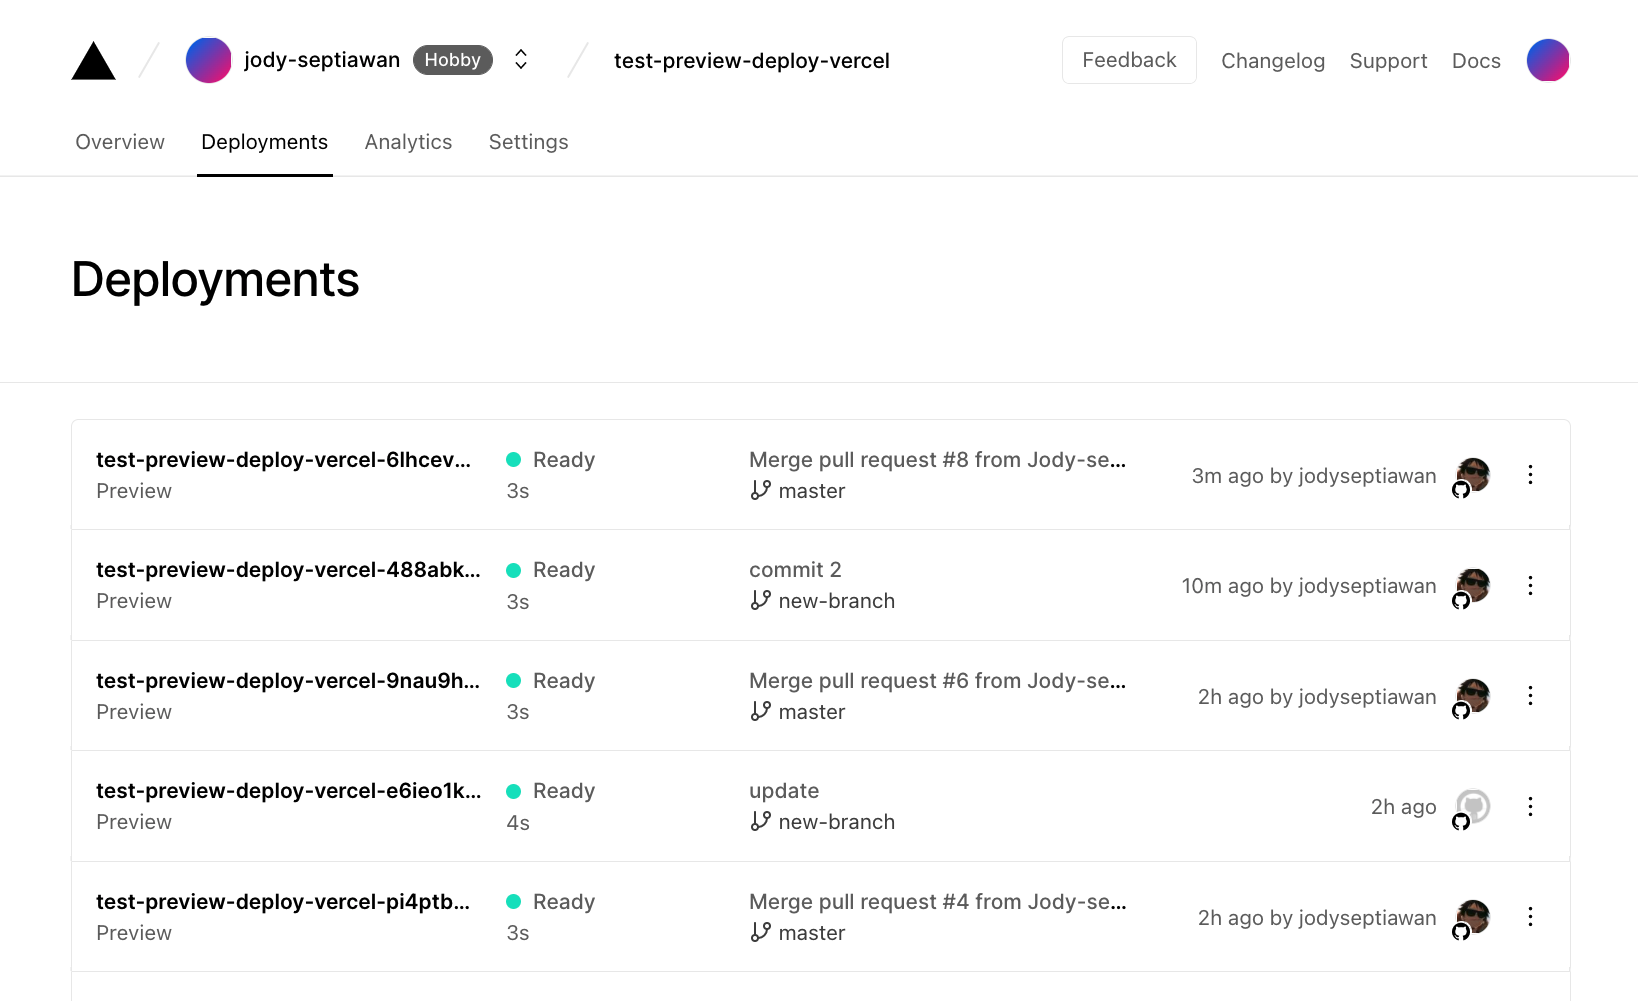 jody-septiawan Hobby test-preview-deploy-vercel Feedback Changelog Support Docs
Overview Deployments Analytics Settings
Deployments
test-preview-deploy-vercel-6lhcev... Ready Merge pull request #8 from Jody-se... 3m ago by jodyseptiawan
Preview 3s master
test-preview-deploy-vercel-488abk... Ready commit 2 10m ago by jodyseptiawan
Preview 3s new-branch
test-preview-deploy-vercel-9nau9h... Ready Merge pull request #6 from Jody-se... 2h ago by jodyseptiawan
Preview 3s master
test-preview-deploy-vercel-e6ieo1k... Ready update 2h ago
Preview 4s new-branch
test-preview-deploy-vercel-pi4ptb... Ready Merge pull request #4 from Jody-se... 2h ago by jodyseptiawan
Preview 3s master